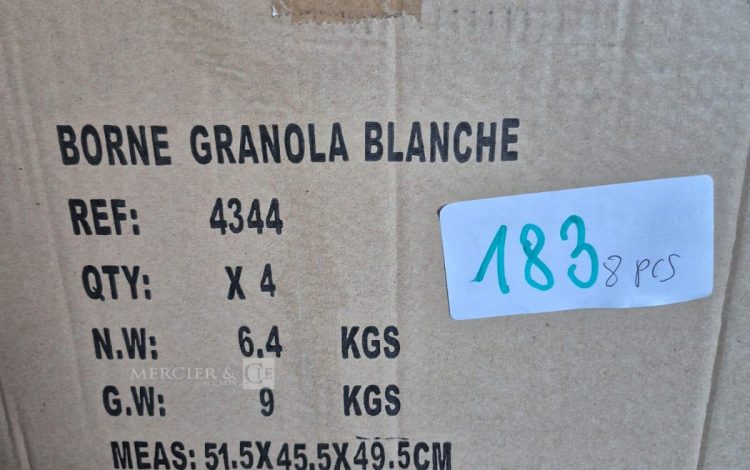 BORNE GRANOLA BLANCHE
REF: 4344
QTY: X 4
N.W: 6.4 KGS
G.W: 9 KGS
MEAS: 51.5X45.5X49.5CM
183 8 pcs
MERCIER & CIE